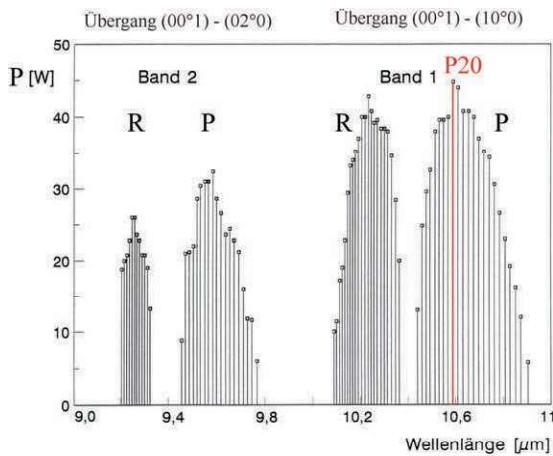 Übergang (00°1) - (02°0) Übergang (00°1) - (10°0)
50
P [W] Band 2 Band 1 P20
R P R P
40
30
20
10
0
9,0 9,4 9,8 10,2 10,6 11
Wellenlänge [µm]